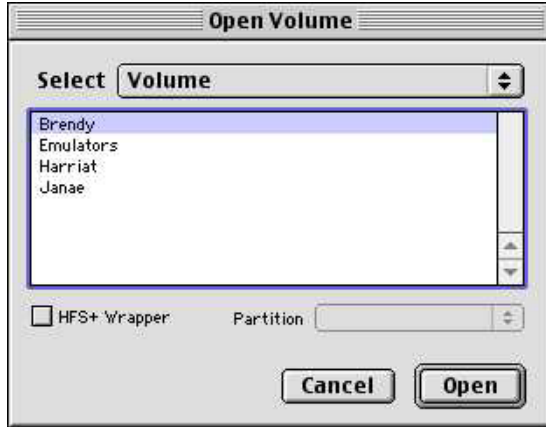 Open Volume
Select Volume
Brendy
Emulators
Harriat
Janae
HFS+ Wrapper Partition
Cancel Open